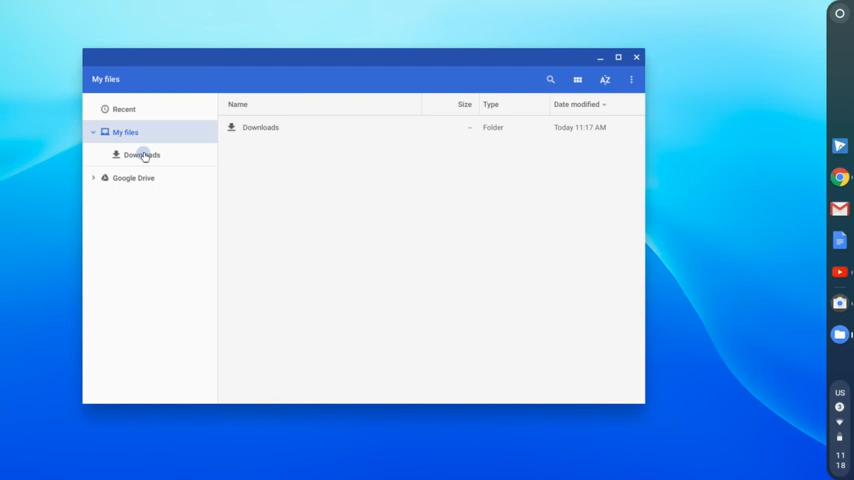 My files
Recent
My files
Downloads
Google Drive
Name Size Type Date modified
Downloads -- Folder Today 11:17 AM
US
3
11
18